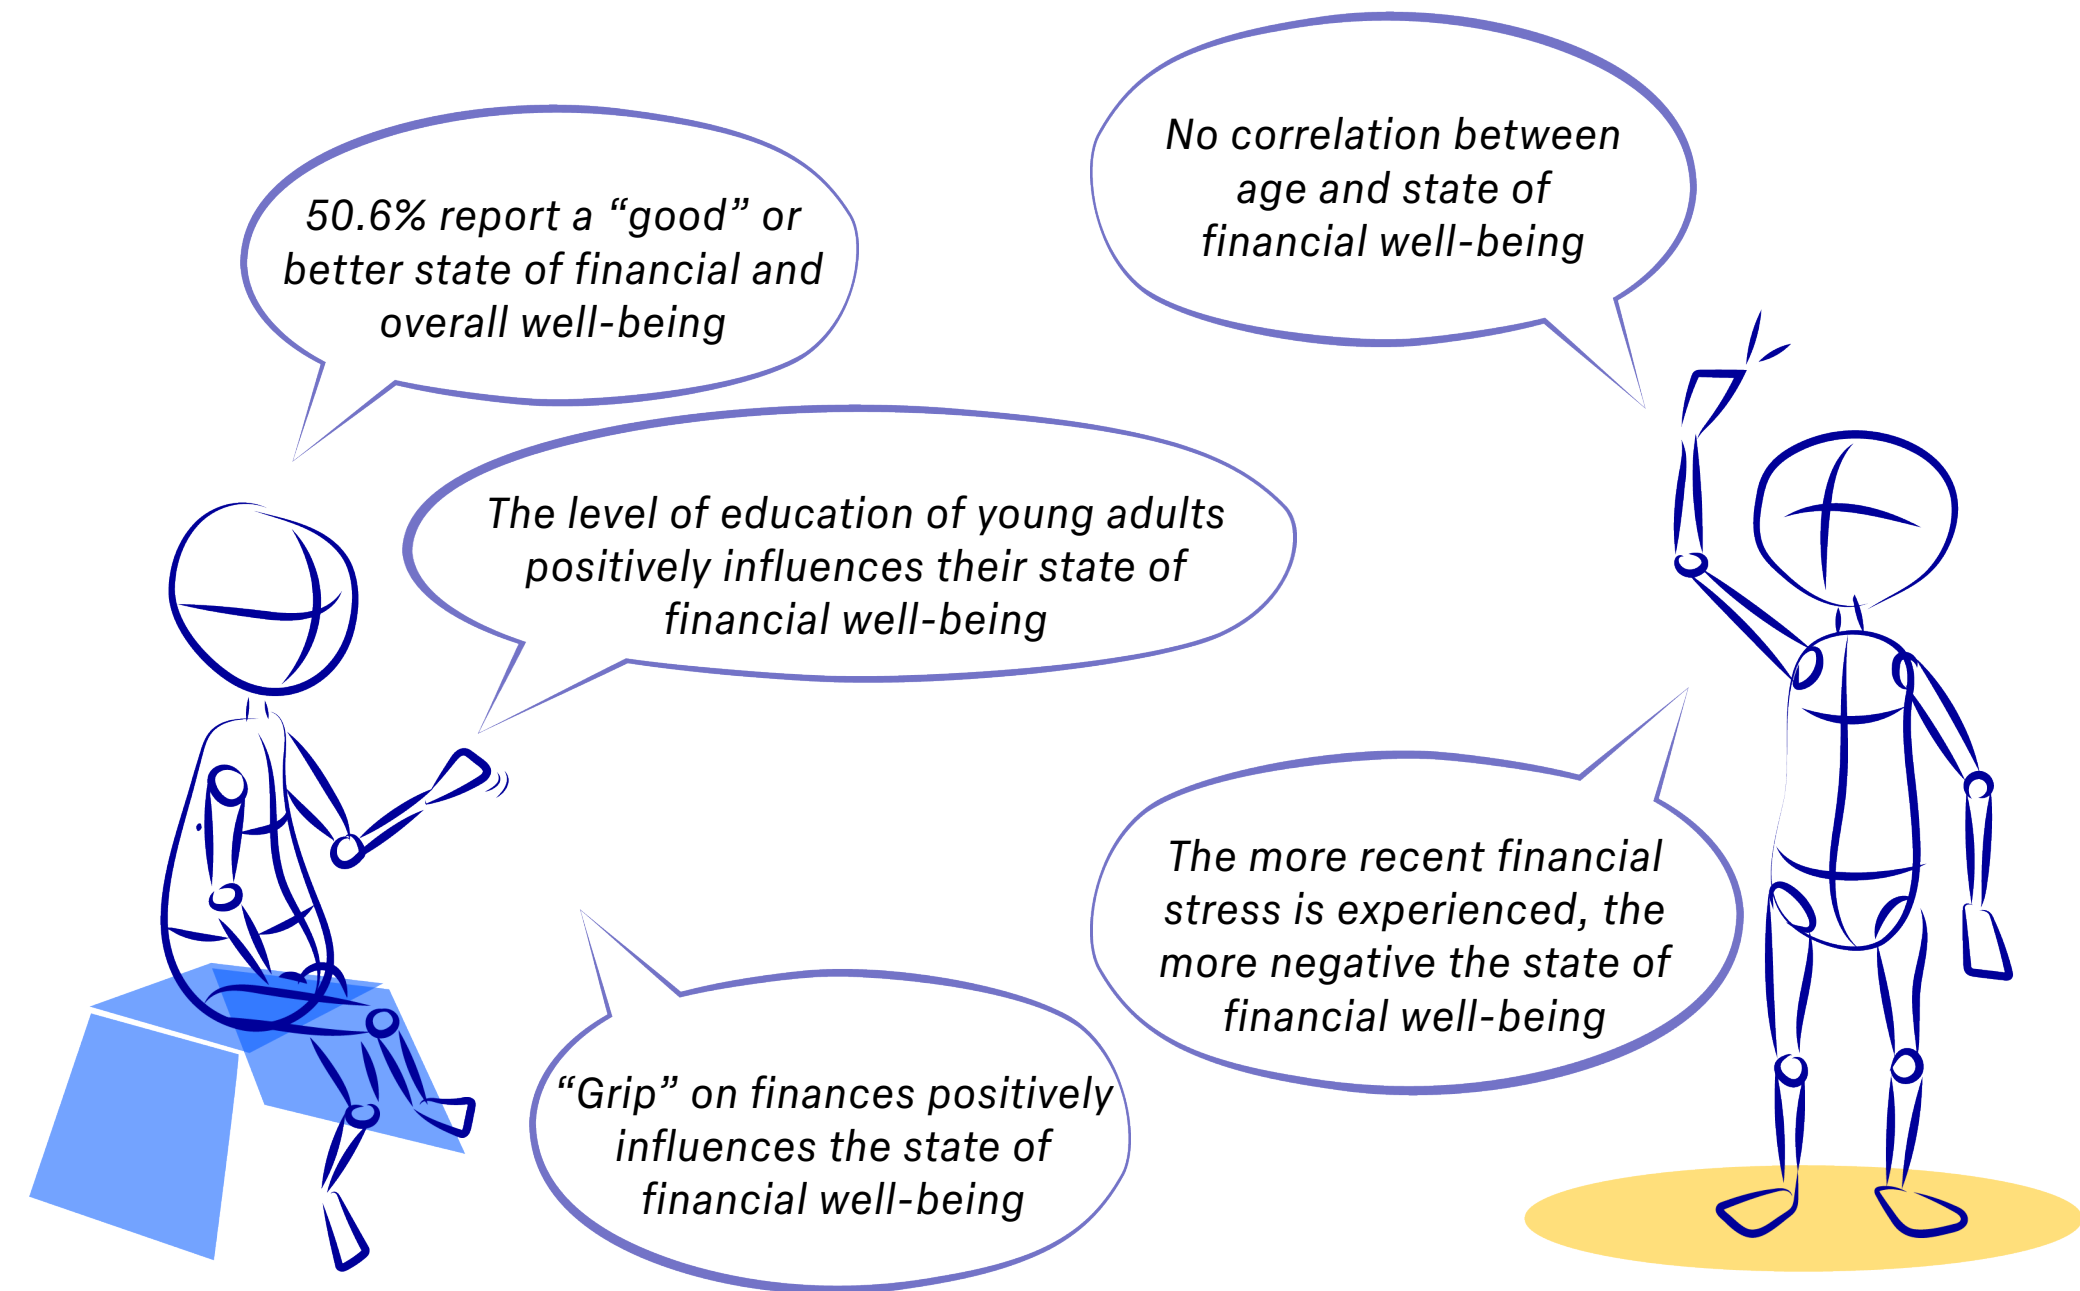 50.6% report a “good” or
better state of financial and
overall well-being
No correlation between
age and state of
financial well-being
The level of education of young adults
positively influences their state of
financial well-being
The more recent financial
stress is experienced, the
more negative the state of
financial well-being
“Grip” on finances positively
influences the state of
financial well-being